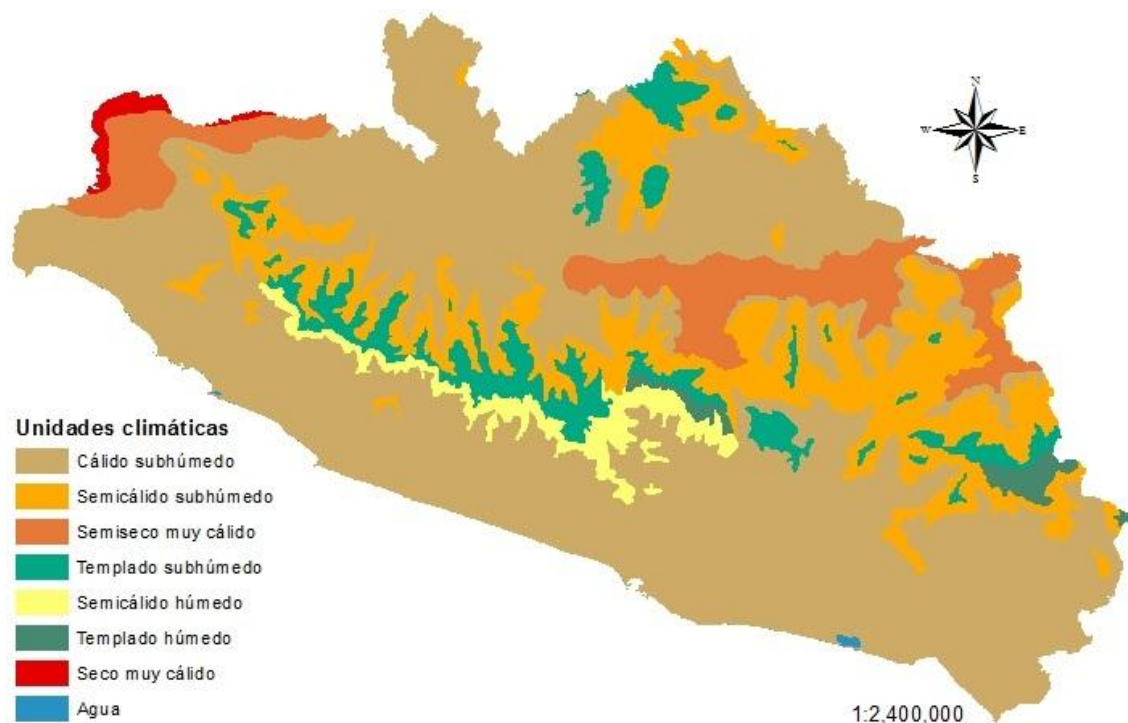 N
W E
S
Unidades climáticas
Cálido subhúmedo
Semicálido subhúmedo
Semiseco muy cálido
Templado subhúmedo
Semicálido húmedo
Templado húmedo
Seco muy cálido
Agua
1:2,400,000